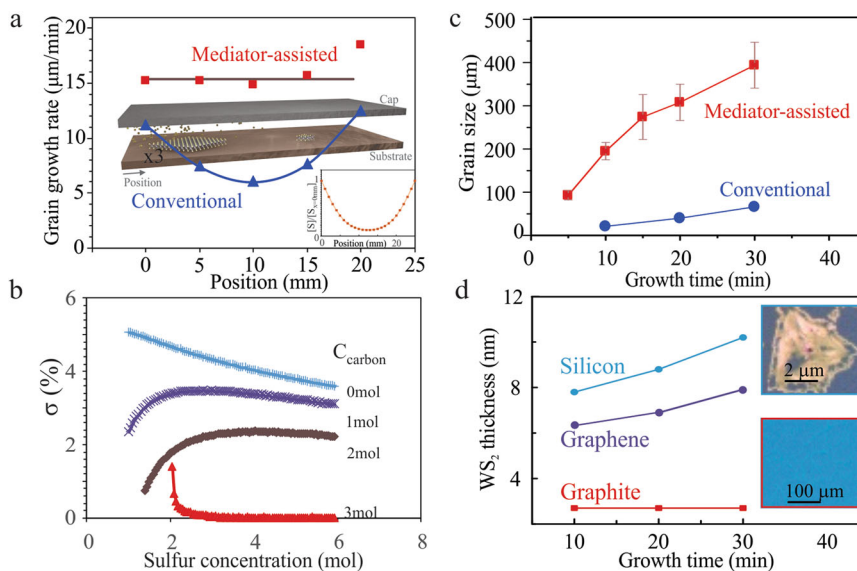 a
Grain growth rate (µm/min)
20
15
10
5
0
Mediator-assisted
Cap
x3
Substrate
Position
Conventional
[S]/[S x=0mm]
1
0
0
20
Position (mm)
0
5
10
15
20
25
Position (mm)
b
σ (%)
6
4
2
0
C carbon
0mol
1mol
2mol
3mol
0
2
4
6
8
Sulfur concentration (mol)
c
Grain size (µm)
500
400
300
200
100
0
Mediator-assisted
Conventional
0
10
20
30
40
Growth time (min)
d
WS2 thickness (nm)
12
8
4
Silicon
Graphene
Graphite
2 µm
100 µm
10
20
30
40
Growth time (min)